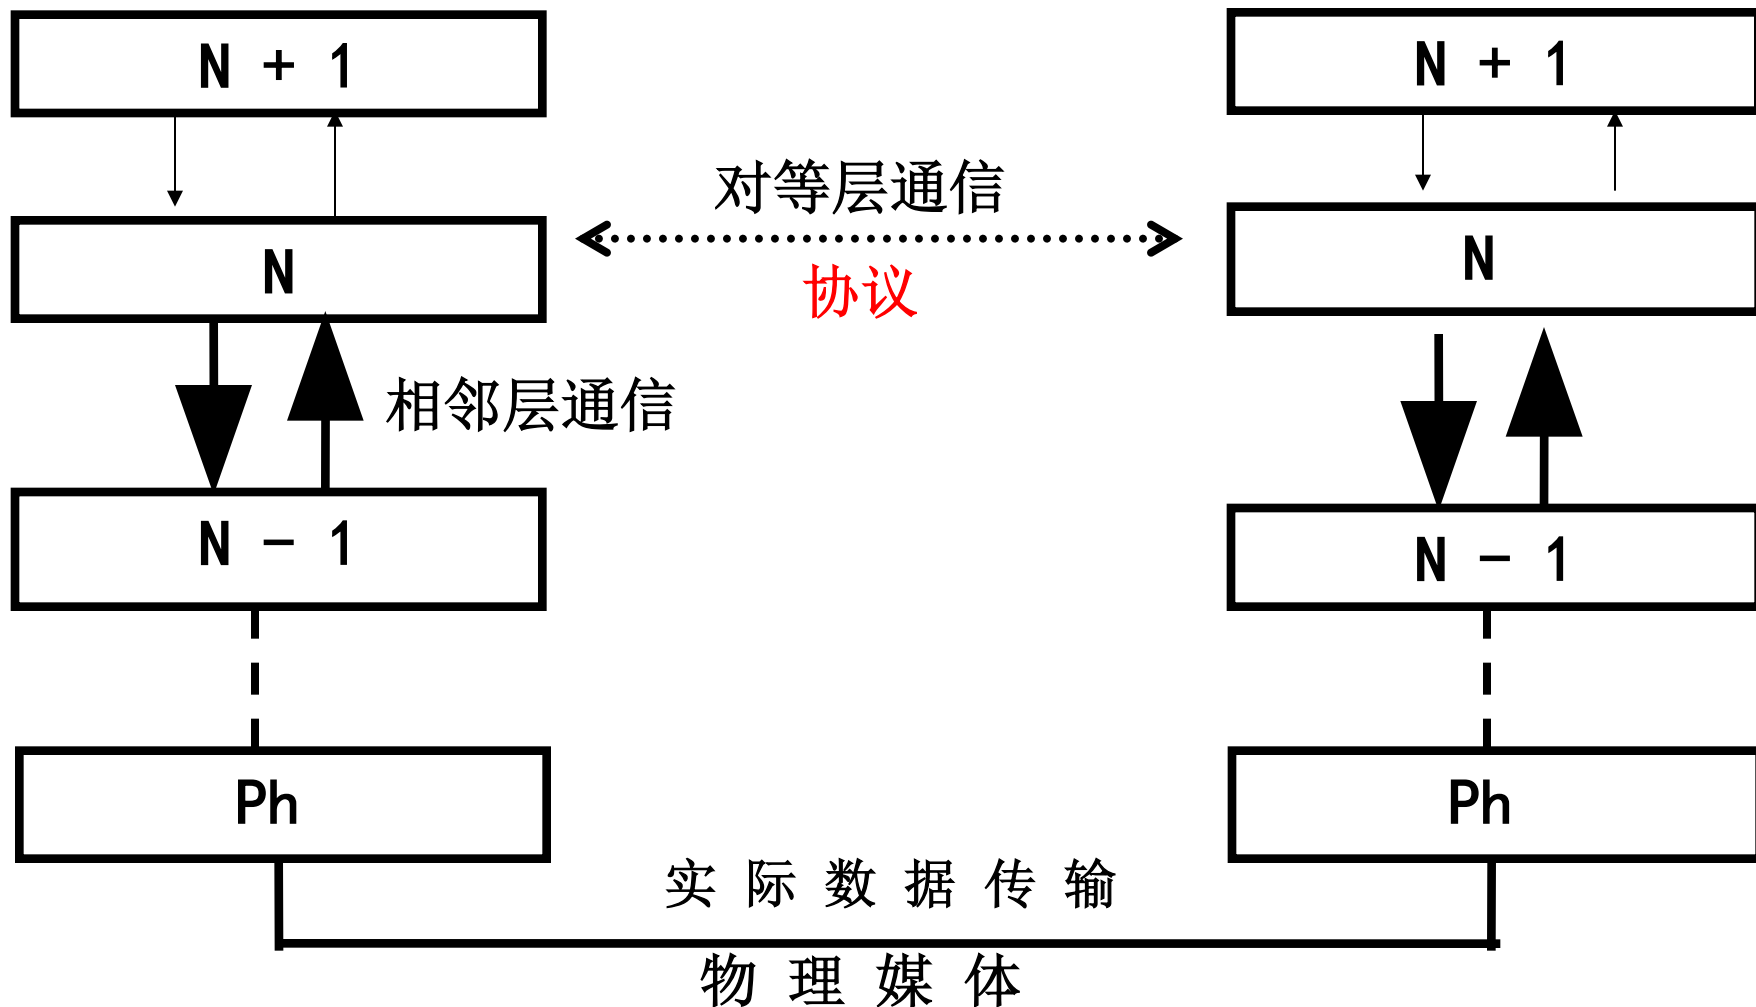 N + 1
N + 1
对等层通信
N
N
协议
相邻层通信
N - 1
N - 1
Ph
Ph
实际数据传输
物理媒体